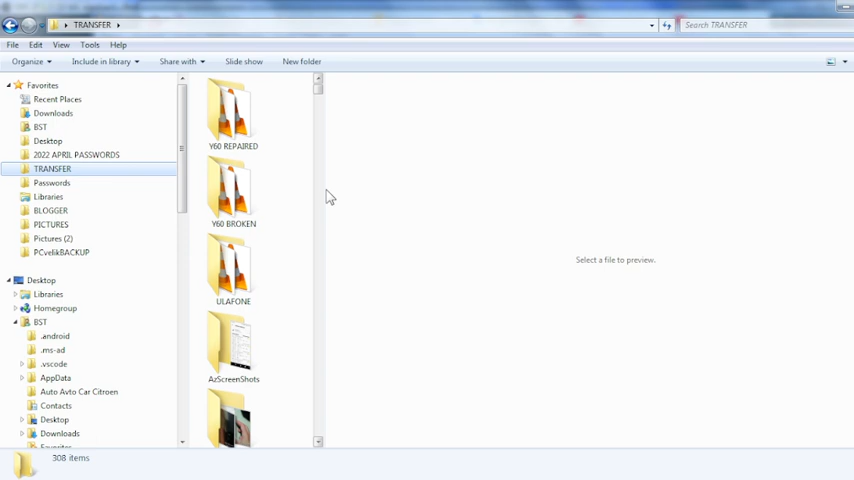 TRANSFER
Search TRANSFER
File Edit View Tools Help
Organize Include in library Share with Slide show New folder
Favorites
Recent Places
Downloads
BST
Desktop
2022 APRIL PASSWORDS
TRANSFER
Passwords
Libraries
BLOGGER
PICTURES
Pictures (2)
PCvelikBACKUP
Desktop
Libraries
Homegroup
BST
.android
.ms-ad
.vscode
AppData
Auto Avto Car Citroen
Contacts
Desktop
Downloads
Favorites
Y60 REPAIRED
Y60 BROKEN
ULAFONE
AzScreenShots
Select a file to preview.
308 items